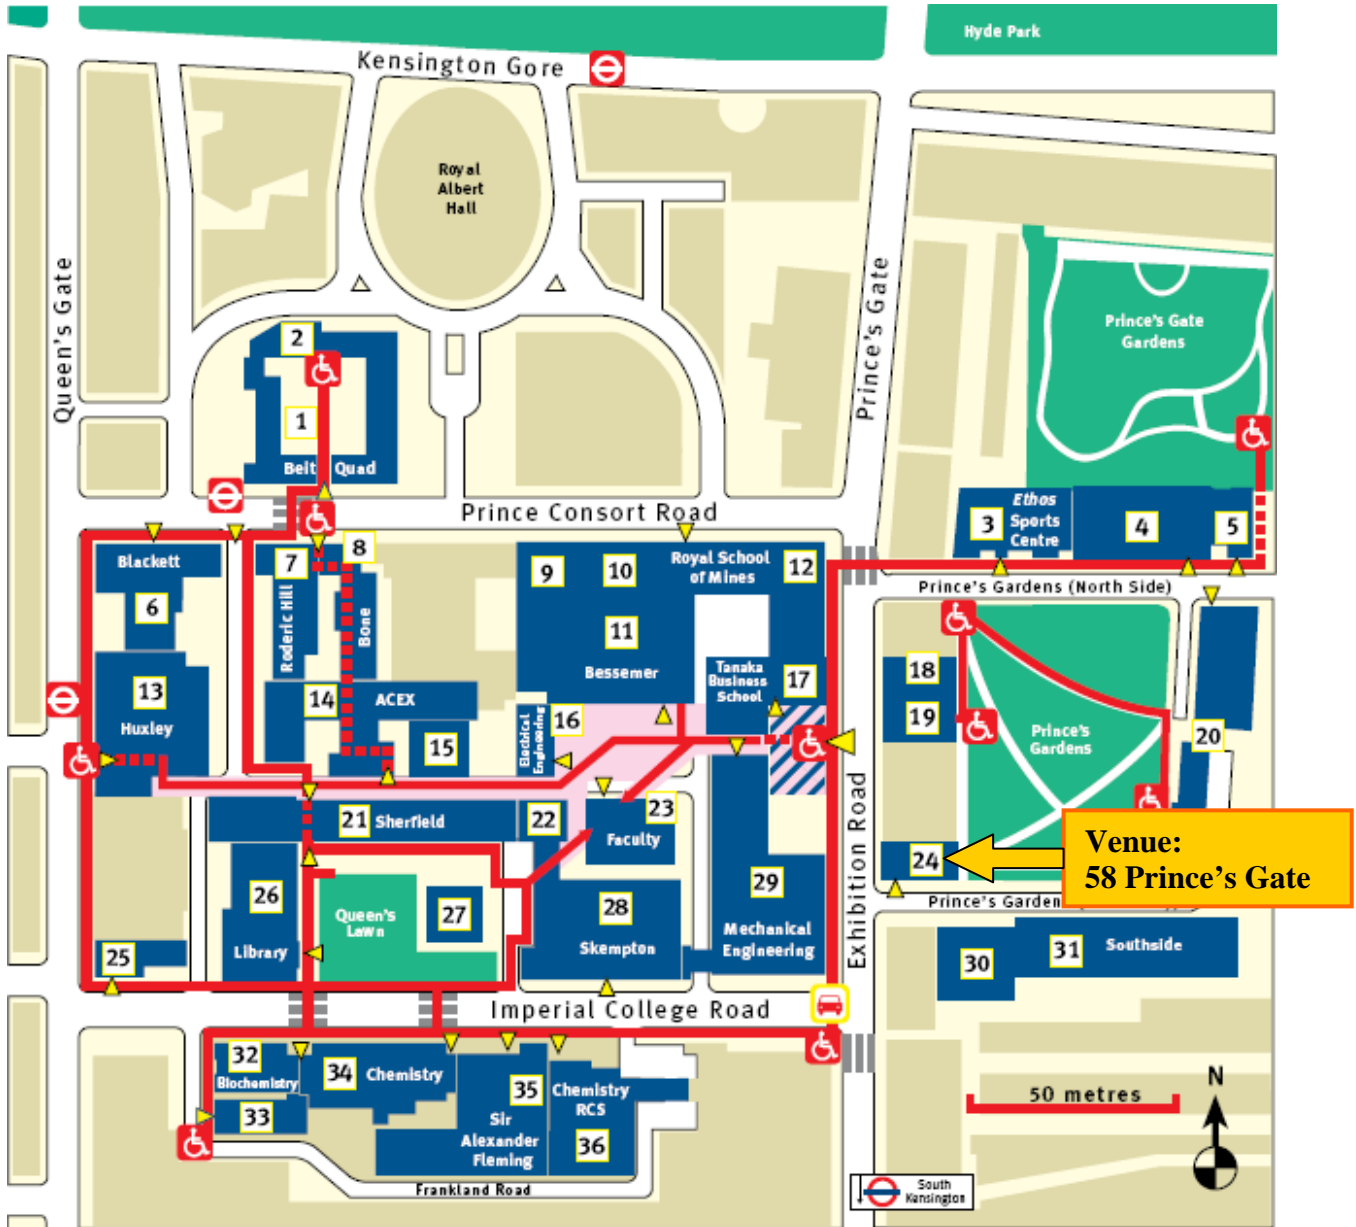 Hyde Park
Kensington Gore
Royal
Albert
Hall
Queen's Gate
Prince's Gate
Prince's Gate
Gardens
2
1
Beit Quad
Prince Consort Road
3
Ethos
Sports
Centre
4
5
Prince's Gardens (North Side)
Blackett
6
7
8
Roderic Hill
Bone
9
10
Royal School
of Mines
12
11
Bessemer
Tanaka
Business
School
17
13
Huxley
14
ACEX
15
16
Electrical
Engineering
18
19
Prince's
Gardens
20
21
Sherfield
22
23
Faculty
Exhibition Road
24
Venue:
58 Prince's Gate
Prince's Garden
25
26
Library
Queen's
Lawn
27
28
Skempton
29
Mechanical
Engineering
30
31
Southside
Imperial College Road
32
Biochemistry
33
34
Chemistry
35
Sir
Alexander
Fleming
Chemistry
RCS
36
Frankland Road
50 metres
N
South
Kensington